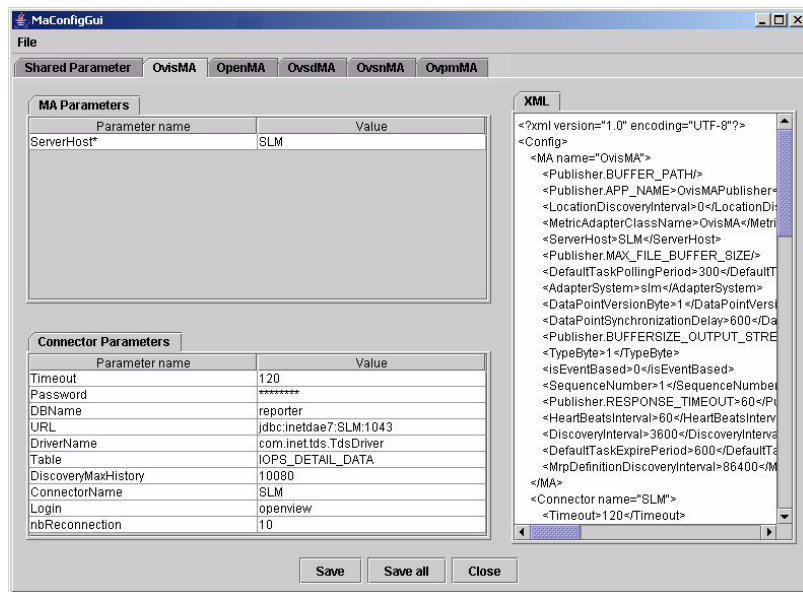 MaConfigGui
File
Shared Parameter OvisMA OpenMA OvsdMA OvsnMA OvpmMA
MA Parameters
Parameter name Value
ServerHost* SLM
Connector Parameters
Parameter name Value
Timeout 120
Password ********
DBName reporter
URL jdbc:inetdae7:SLM:1043
DriverName com.inet.tds.TdsDriver
Table IOPS_DETAIL_DATA
DiscoveryMaxHistory 10080
ConnectorName SLM
Login openview
nbReconnection 10
XML
<?xml version="1.0" encoding="UTF-8"?>
<Config>
<MA name="OvisMA">
<Publisher.BUFFER_PATH/>
<Publisher.APP_NAME>OvisMAPublisher<
<LocationDiscoveryInterval>0</LocationDi
<MetricAdapterClassName>OvisMA</Metri
<ServerHost>SLM</ServerHost>
<Publisher.MAX_FILE_BUFFER_SIZE/>
<DefaultTaskPollingPeriod>300</DefaultT
<AdapterSystem>slm</AdapterSystem>
<DataPointVersionByte>1</DataPointVersi
<DataPointSynchronizationDelay>600</Da
<Publisher.BUFFERSIZE_OUTPUT_STRE
<TypeByte>1</TypeByte>
<isEventBased>0</isEventBased>
<SequenceNumber>1</SequenceNumber
<Publisher.RESPONSE_TIMEOUT>60</Pu
<HeartBeatsInterval>60</HeartBeatsInterv
<DiscoveryInterval>3600</DiscoveryInterva
<DefaultTaskExpirePeriod>600</DefaultTa
<MrpDefinitionDiscoveryInterval>86400</M
</MA>
<Connector name="SLM">
<Timeout>120</Timeout>
Save Save all Close